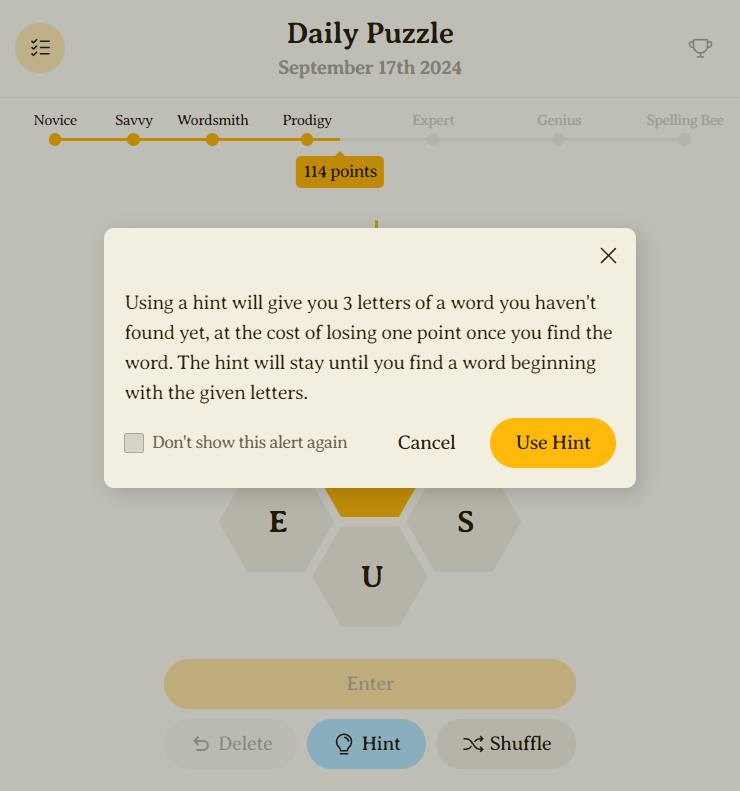 Daily Puzzle
September 17th 2024
Novice Savvy Wordsmith Prodigy Expert Genius Spelling Bee
114 points
Using a hint will give you 3 letters of a word you haven't
found yet, at the cost of losing one point once you find the
word. The hint will stay until you find a word beginning
with the given letters.
Don't show this alert again Cancel Use Hint
E S
U
Enter
Delete Hint Shuffle